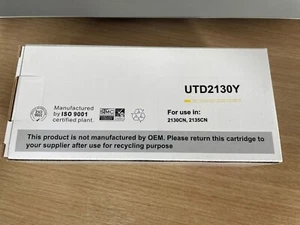 UTD2130Y
Manufactured
by ISO 9001
certified plant.
For use in:
2130CN, 2135CN
This product is not manufactured by OEM. Please return this cartridge to
your supplier after use for recycling purpose